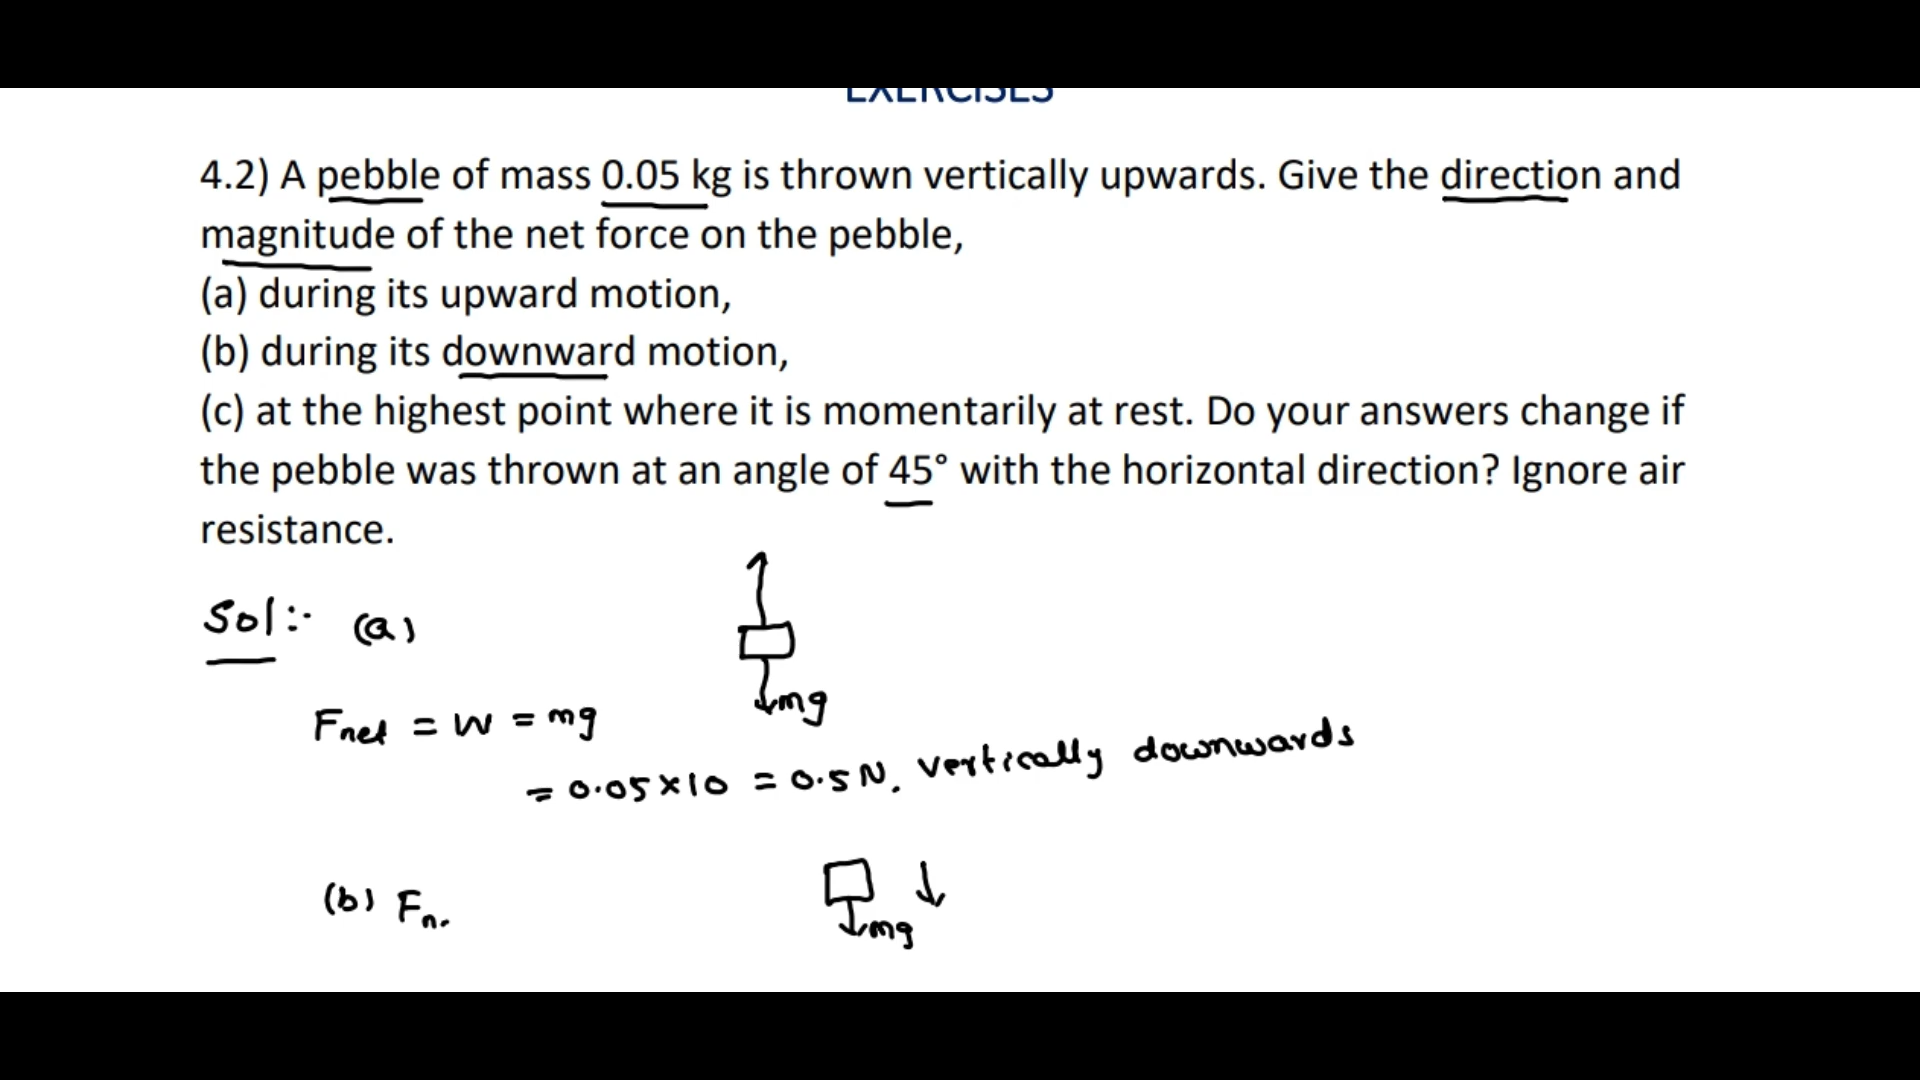 EXERCISES
4.2) A pebble of mass 0.05 kg is thrown vertically upwards. Give the direction and
magnitude of the net force on the pebble,
(a) during its upward motion,
(b) during its downward motion,
(c) at the highest point where it is momentarily at rest. Do your answers change if
the pebble was thrown at an angle of 45° with the horizontal direction? Ignore air
resistance.
Sol:- (a)
mg
Fnet = W = mg
= 0.05×10 = 0.5 N. vertically downwards
(b) Fn.
mg